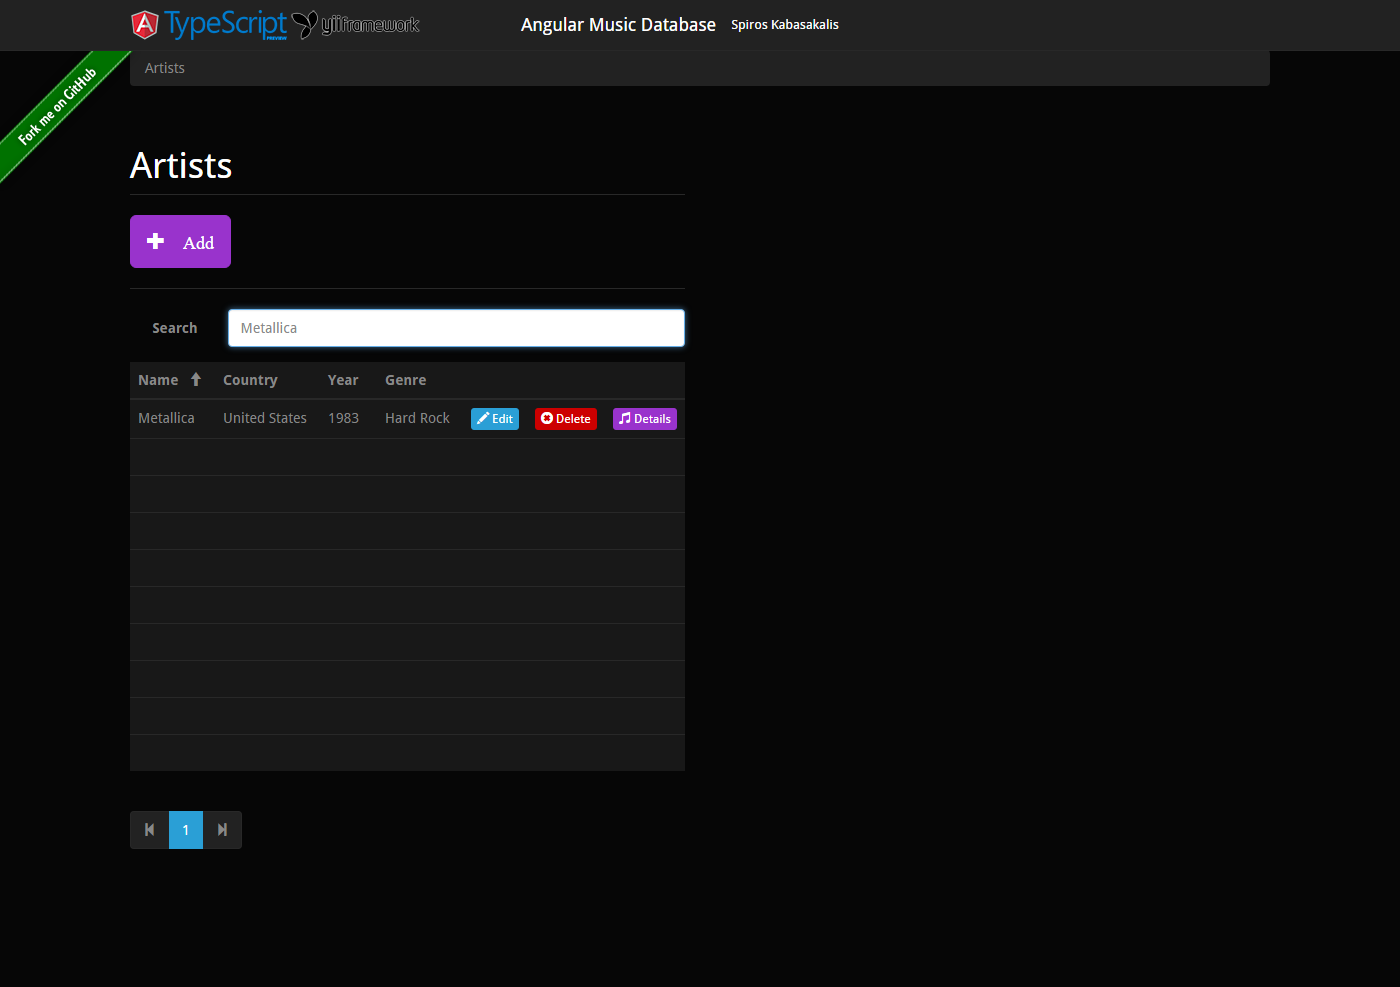 TypeScript PREVIEW yiiframework Angular Music Database Spiros Kabasakalis
Artists
Fork me on GitHub
Artists
Add
Search Metallica
Name Country Year Genre
Metallica United States 1983 Hard Rock Edit Delete Details
1